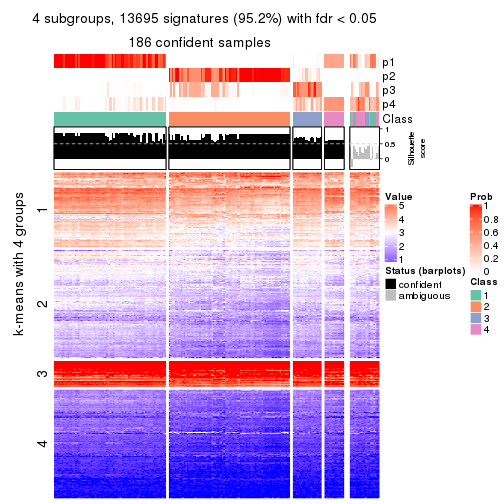 4 subgroups, 13695 signatures (95.2%) with fdr < 0.05
186 confident samples
p1
p2
p3
p4
Class
1
0.5
0
Silhouette
score
k-means with 4 groups
1
2
3
4
Value
5
4
3
2
1
Status (barplots)
confident
ambiguous
Prob
1
0.8
0.6
0.4
0.2
0
Class
1
2
3
4